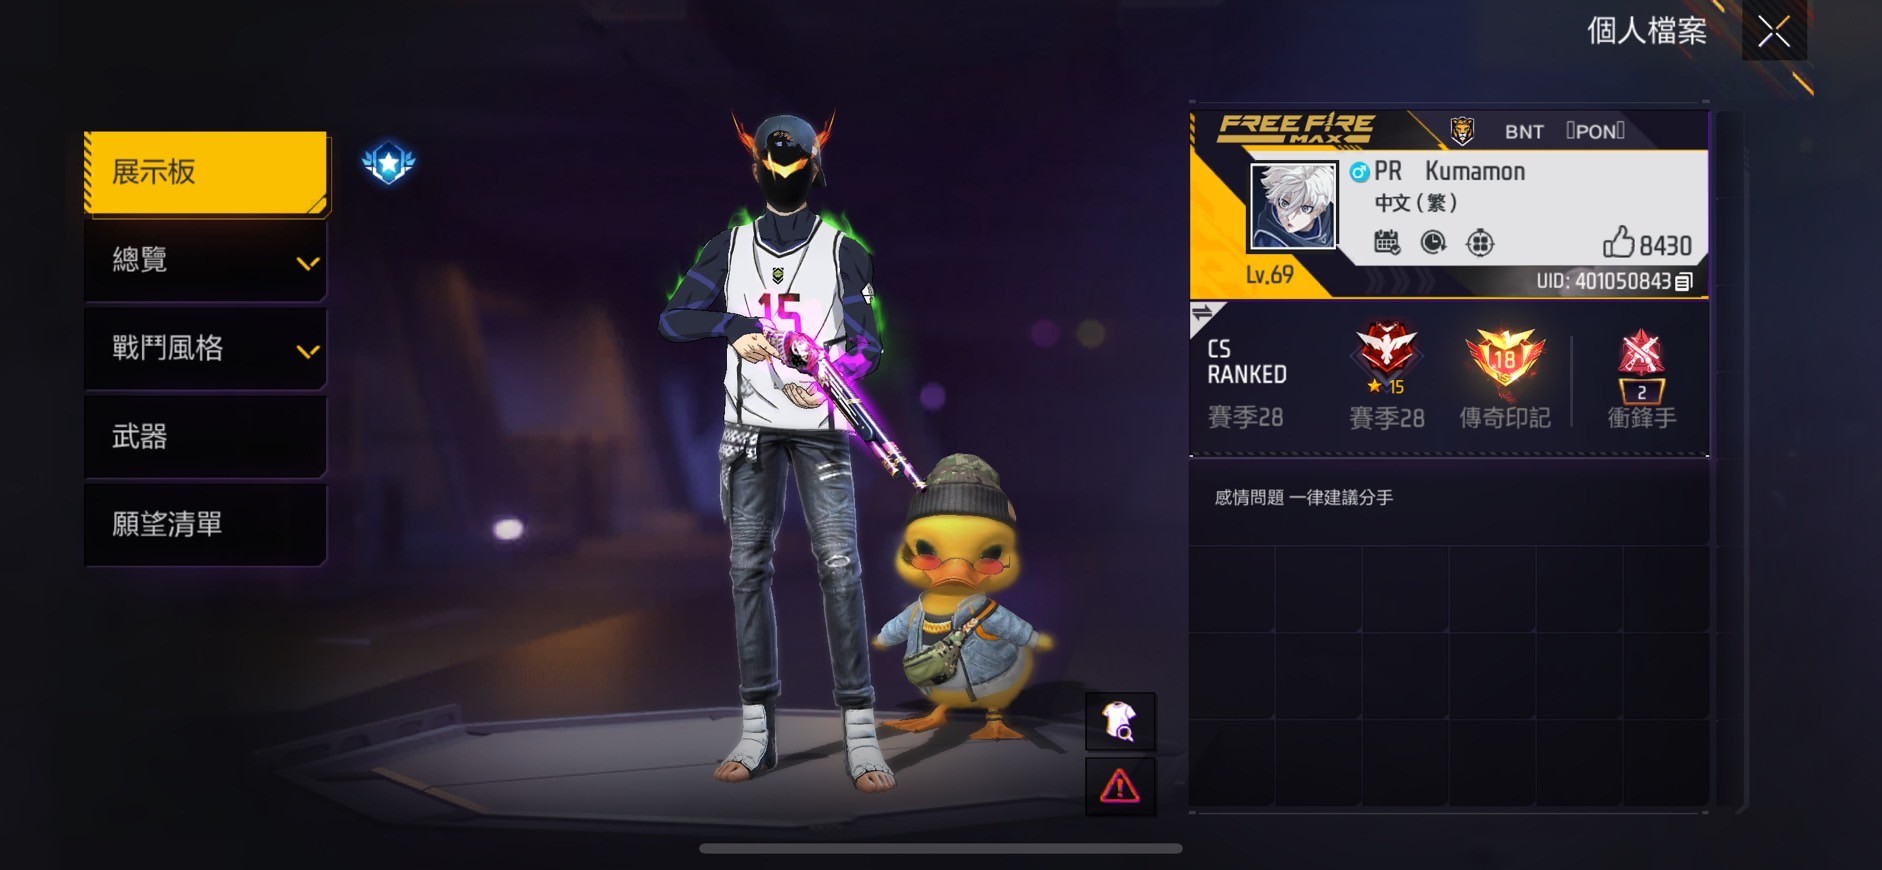 個人檔案
展示板
總覽
戰鬥風格
武器
願望清單
15
FREE FIRE
MAX
BNT PON
PR Kumamon
中文(繁)
8430
Lv.69
UID: 401050843
CS
RANKED
賽季28
15
賽季28
18
傳奇印記
2
衝鋒手
感情問題 一律建議分手